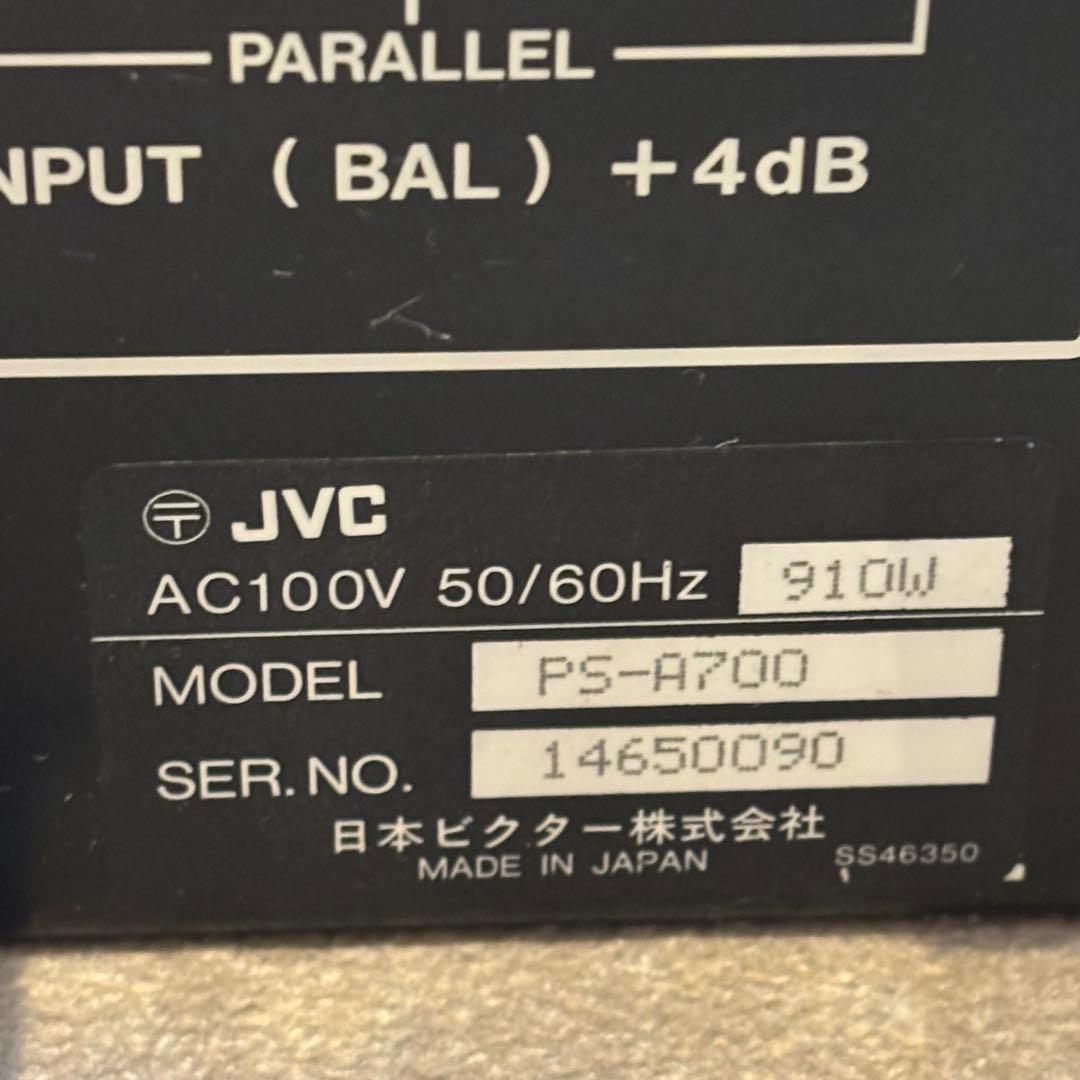 PARALLEL
NPUT ( BAL ) +4dB
〶 JVC
AC100V 50/60Hz 910W
MODEL PS-A700
SER. NO. 14650090
日本ビクター株式会社
MADE IN JAPAN SS46350